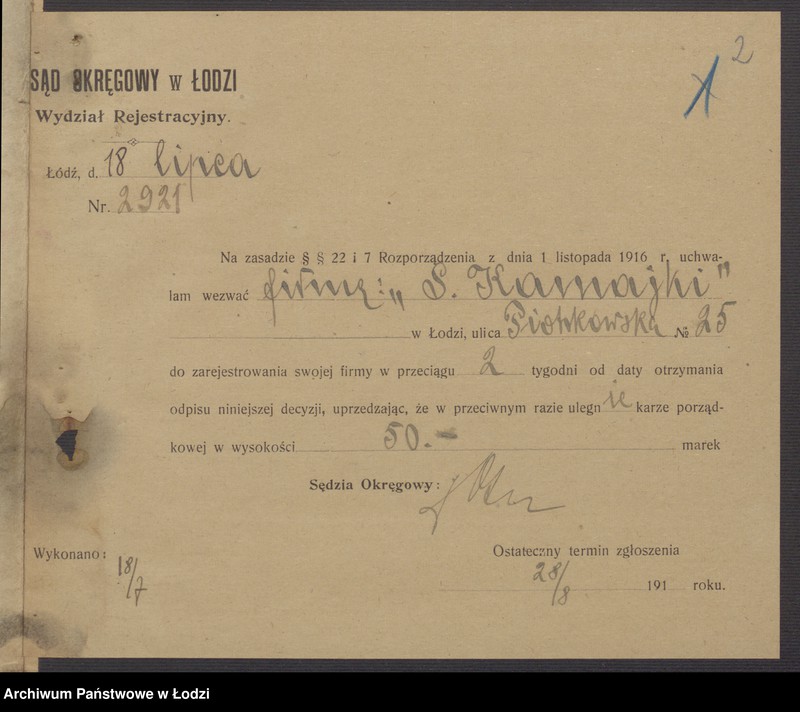 2
SĄD OKRĘGOWY W ŁODZI
Wydział Rejestracyjny.
Łódź, d. 18 lipca
Nr. 2921
Na zasadzie § § 22 i 7 Rozporządzenia z dnia 1 listopada 1916 r. uchwa-
lam wezwać firmę: „S. Kamajki"
w Łodzi, ulica Piotrkowska № 25
do zarejestrowania swojej firmy w przeciągu 2 tygodni od daty otrzymania
odpisu niniejszej decyzji, uprzedzając, że w przeciwnym razie ulegnie karze porząd-
kowej w wysokości 50.– marek
Sędzia Okręgowy:
Wykonano: 18/7
Ostateczny termin zgłoszenia
28/8 191 roku.
Archiwum Państwowe w Łodzi